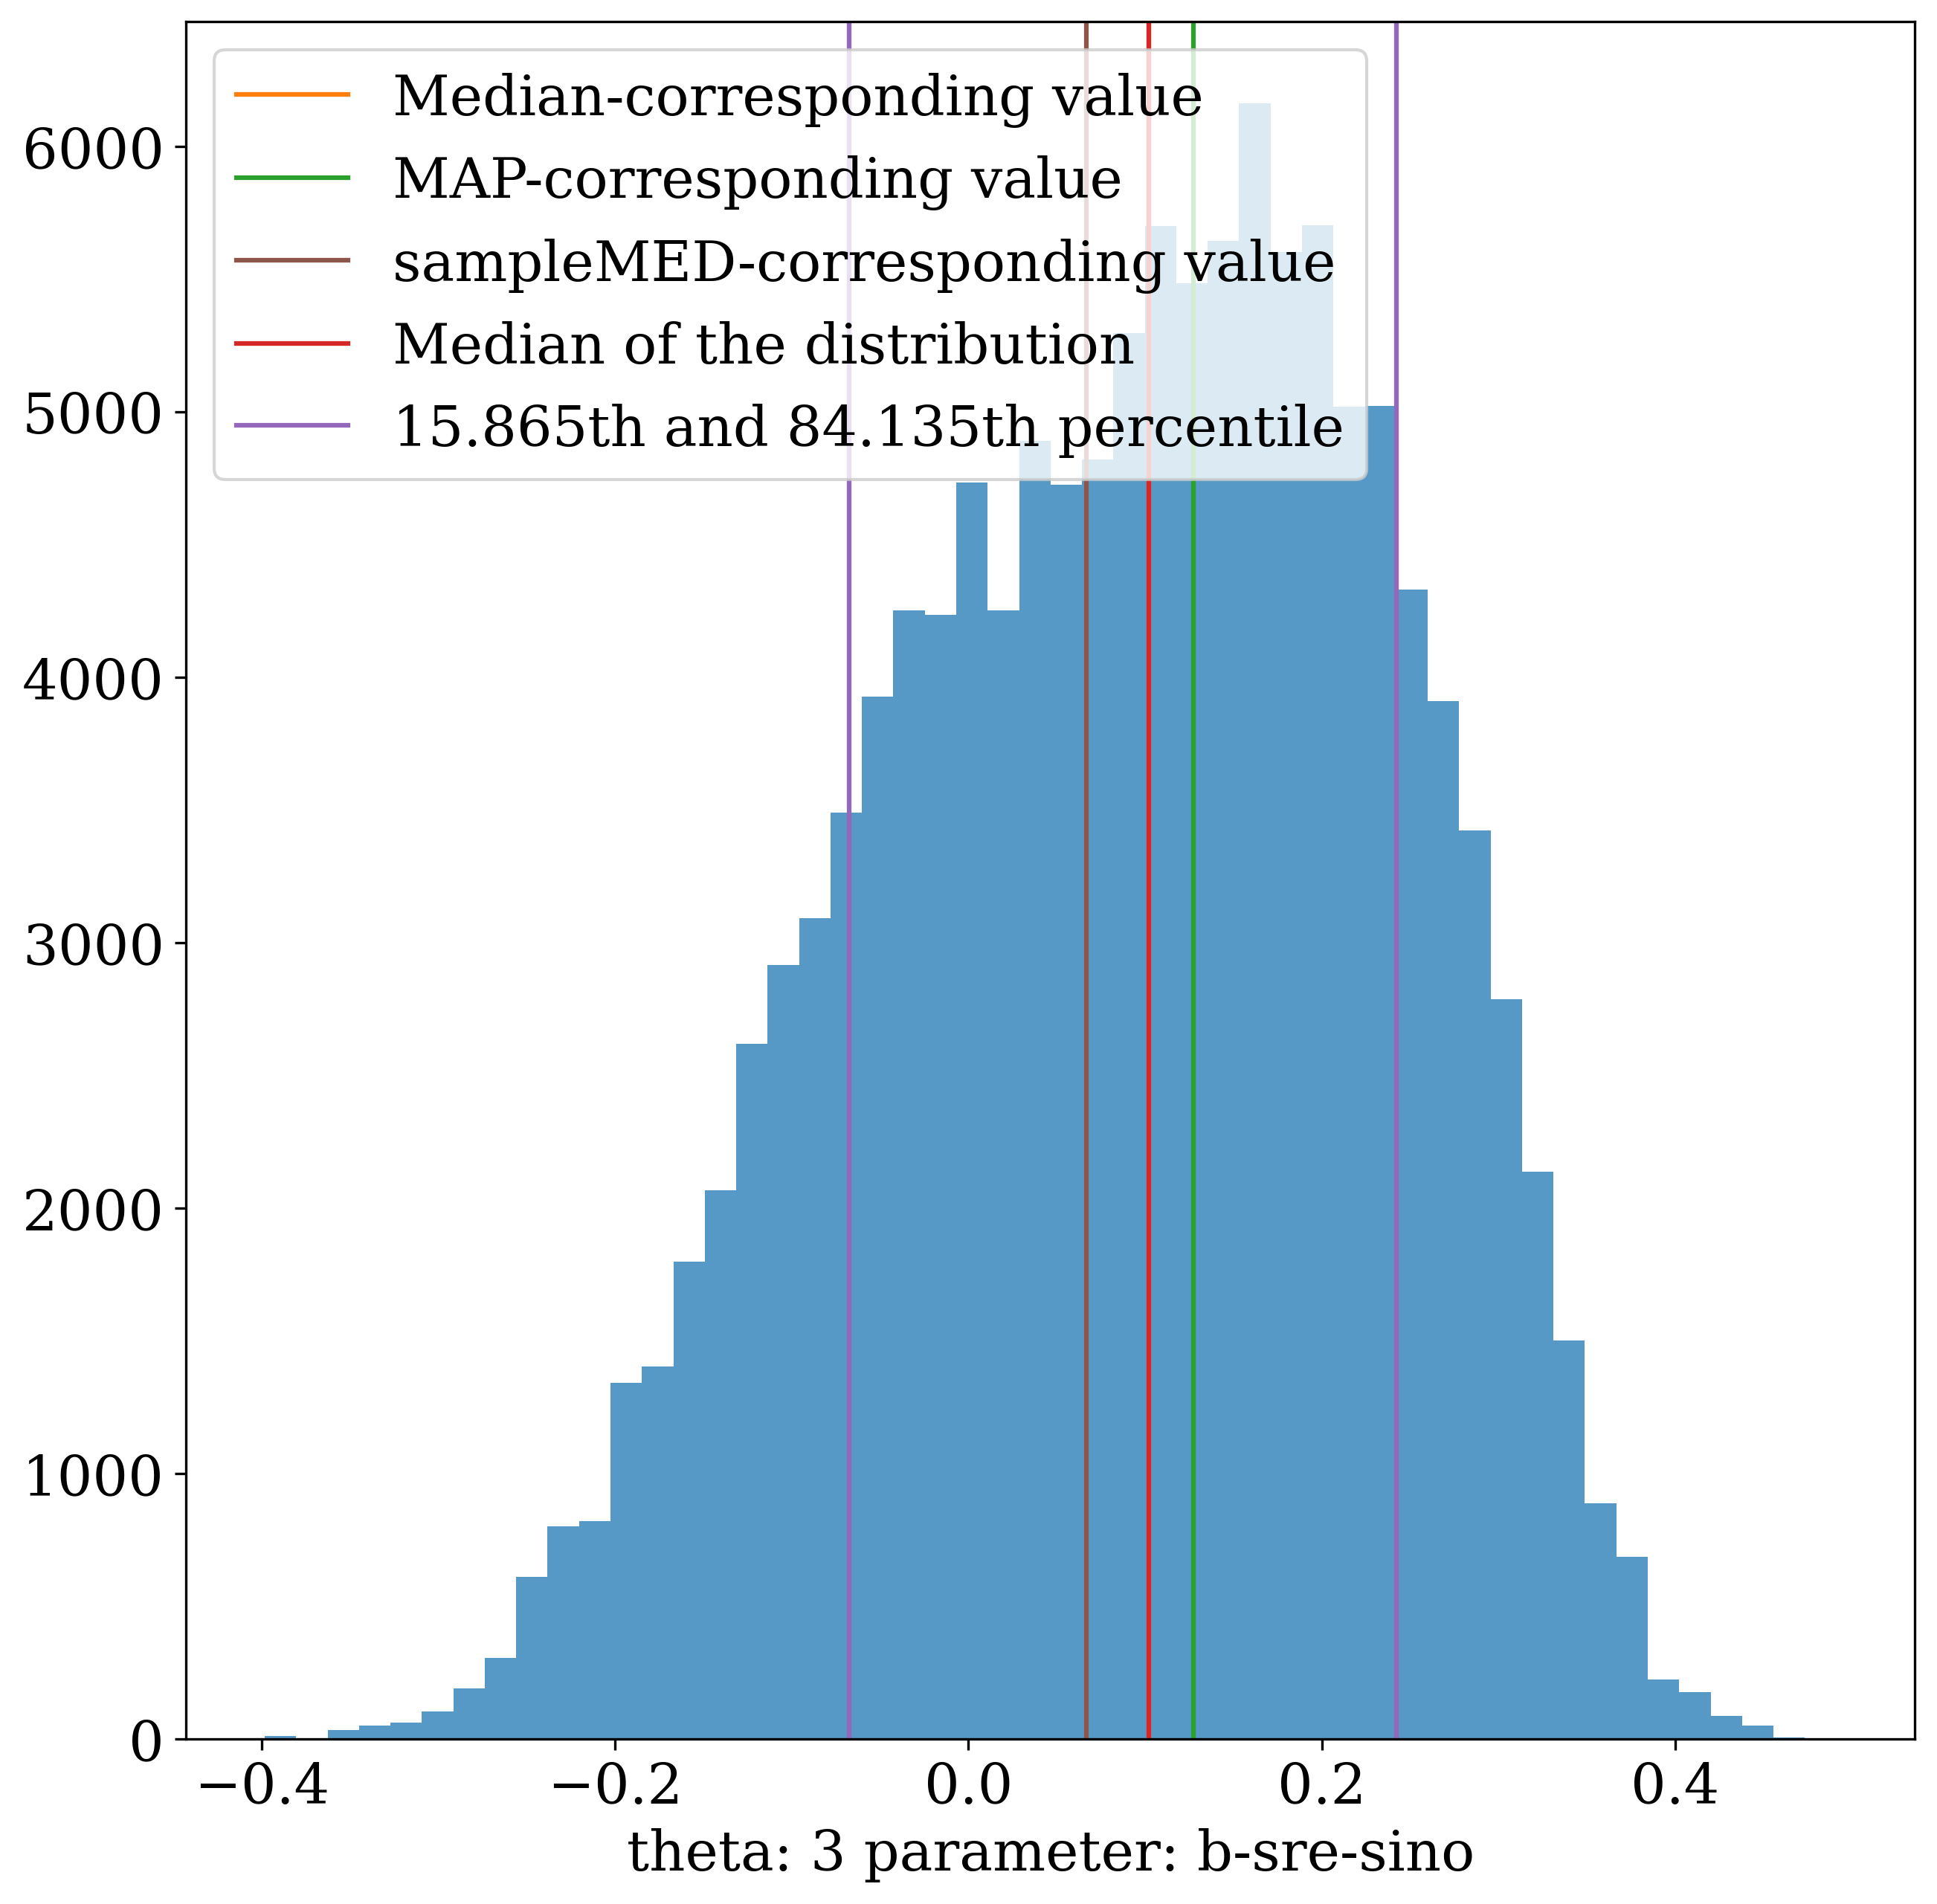 Median-corresponding value
MAP-corresponding value
sampleMED-corresponding value
Median of the distribution
15.865th and 84.135th percentile
6000
5000
4000
3000
2000
1000
0
−0.4 −0.2 0.0 0.2 0.4
theta: 3 parameter: b-sre-sino